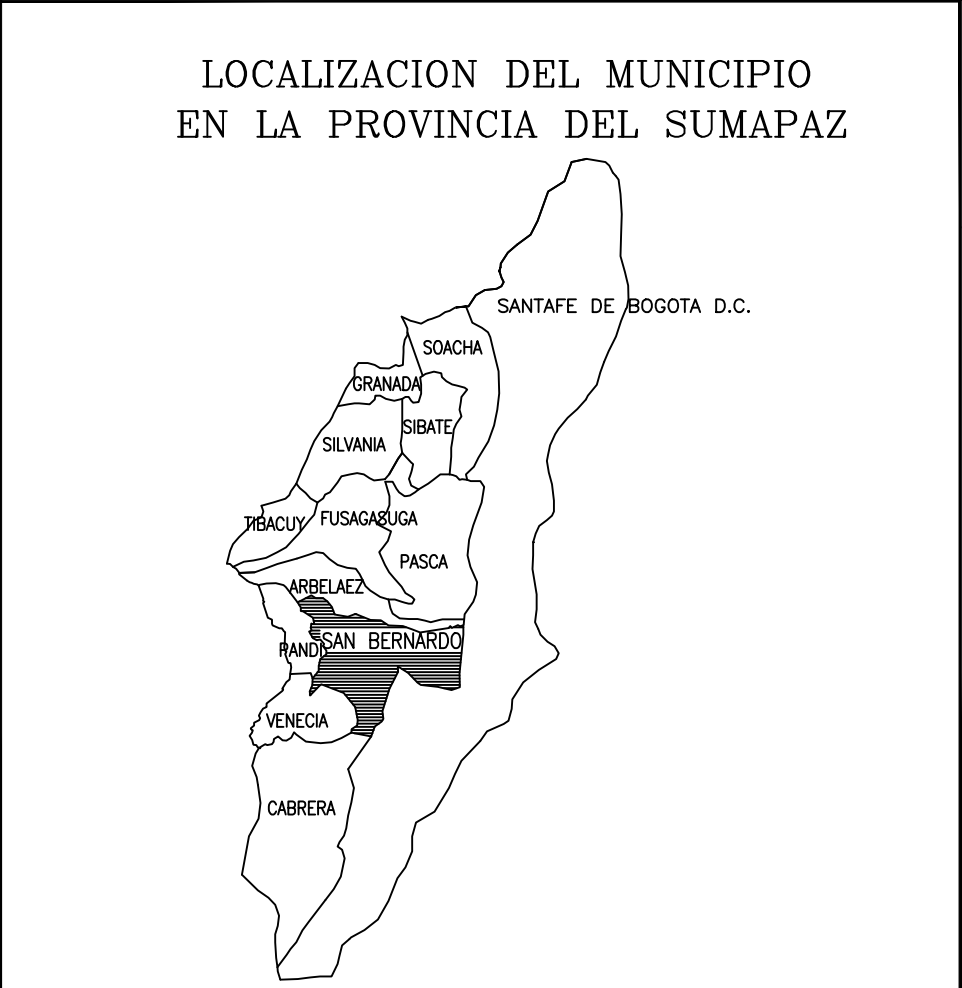 LOCALIZACION DEL MUNICIPIO
EN LA PROVINCIA DEL SUMAPAZ
SANTAFE DE BOGOTA D.C.
SOACHA
GRANADA
SIBATE
SILVANIA
TIBACUY
FUSAGASUGA
PASCA
ARBELAEZ
SAN BERNARDO
PANDI
VENECIA
CABRERA